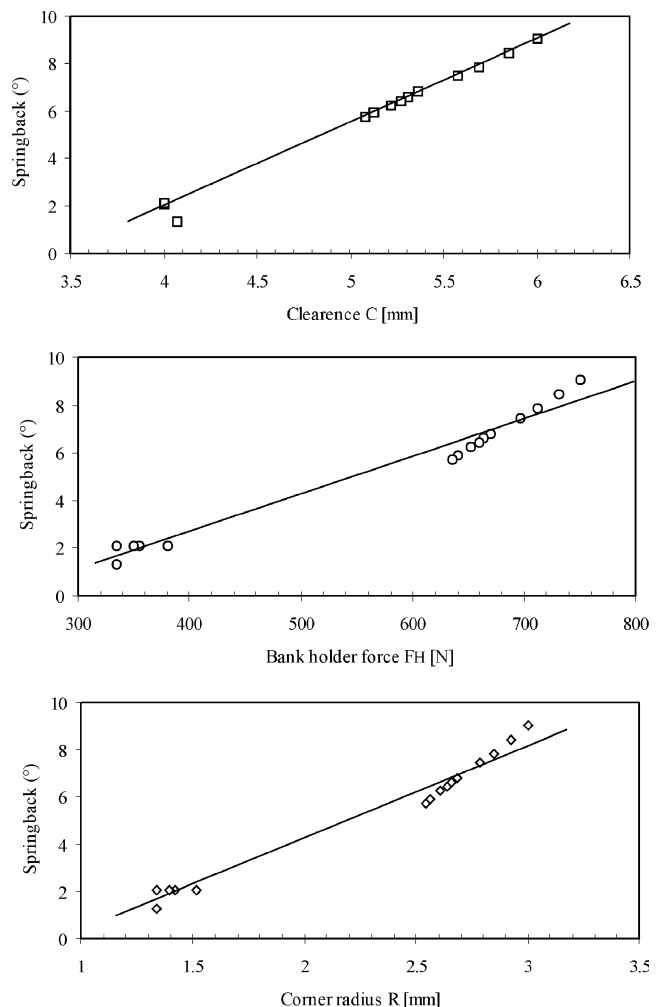 10
8
6
4
2
0
Springback (°)
3.5 4 4.5 5 5.5 6 6.5
Clearence C [mm]
10
8
6
4
2
0
Springback (°)
300 400 500 600 700 800
Bank holder force FH [N]
10
8
6
4
2
0
Springback (°)
1 1.5 2 2.5 3 3.5
Corner radius R [mm]